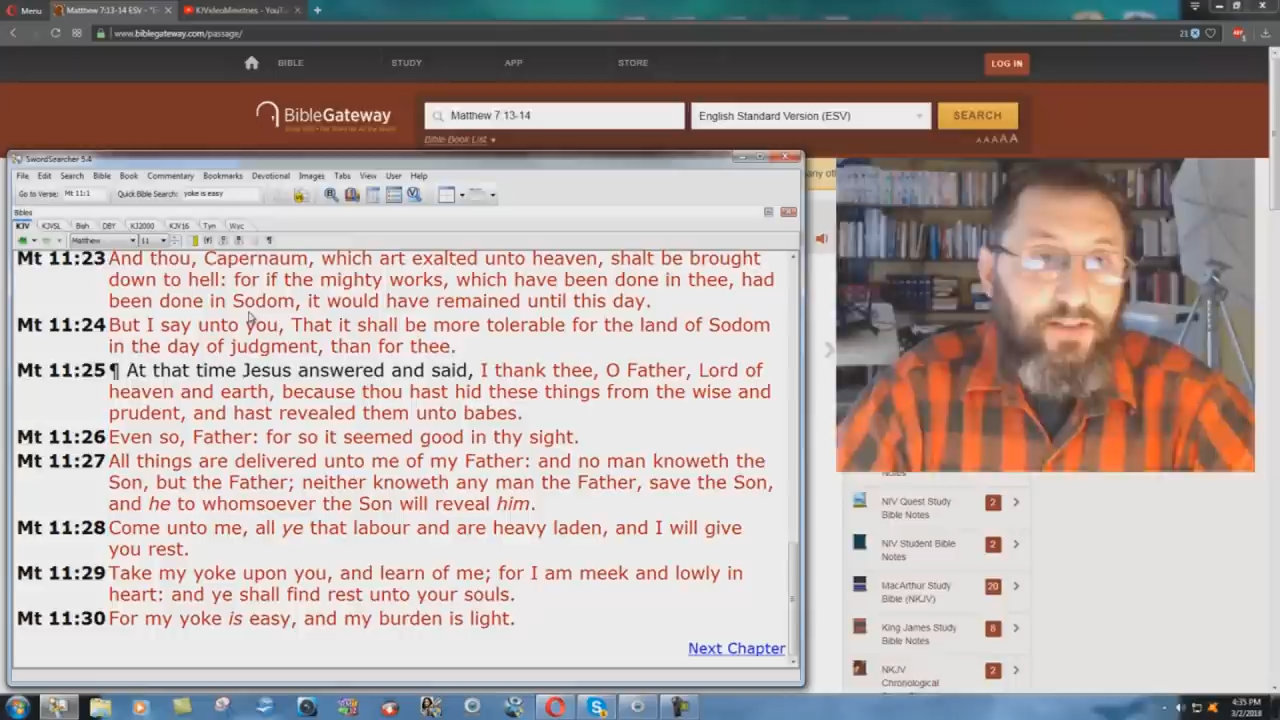 Menu
Matthew 7:13-14 ESV - "E
KJVideoMinistries - YouT
www.biblegateway.com/passage/
21
BIBLE
STUDY
APP
STORE
LOG IN
BibleGateway
Matthew 7:13-14
English Standard Version (ESV)
SEARCH
Bible Book List
AAAAA
SwordSearcher 5.4
File Edit Search Bible Book Commentary Bookmarks Devotional Images Tabs View User Help
Go to Verse: Mt 11:1 Quick Bible Search: yoke is easy
Bibles
KJV KJVSL Bish DBY KJ2000 KJV16 Tyn Wyc
Matthew 11
any ot
Mt 11:23 And thou, Capernaum, which art exalted unto heaven, shalt be brought
down to hell: for if the mighty works, which have been done in thee, had
been done in Sodom, it would have remained until this day.
Mt 11:24 But I say unto you, That it shall be more tolerable for the land of Sodom
in the day of judgment, than for thee.
Mt 11:25 ¶ At that time Jesus answered and said, I thank thee, O Father, Lord of
heaven and earth, because thou hast hid these things from the wise and
prudent, and hast revealed them unto babes.
Mt 11:26 Even so, Father: for so it seemed good in thy sight.
Mt 11:27 All things are delivered unto me of my Father: and no man knoweth the
Son, but the Father; neither knoweth any man the Father, save the Son,
and he to whomsoever the Son will reveal him.
Mt 11:28 Come unto me, all ye that labour and are heavy laden, and I will give
you rest.
Mt 11:29 Take my yoke upon you, and learn of me; for I am meek and lowly in
heart: and ye shall find rest unto your souls.
Mt 11:30 For my yoke is easy, and my burden is light.
Next Chapter
Notes
NIV Quest Study
Bible Notes
2
NIV Student Bible
Notes
2
MacArthur Study
Bible (NKJV)
20
King James Study
Bible Notes
8
NKJV
Chronological
2
4:35 PM
3/2/2018